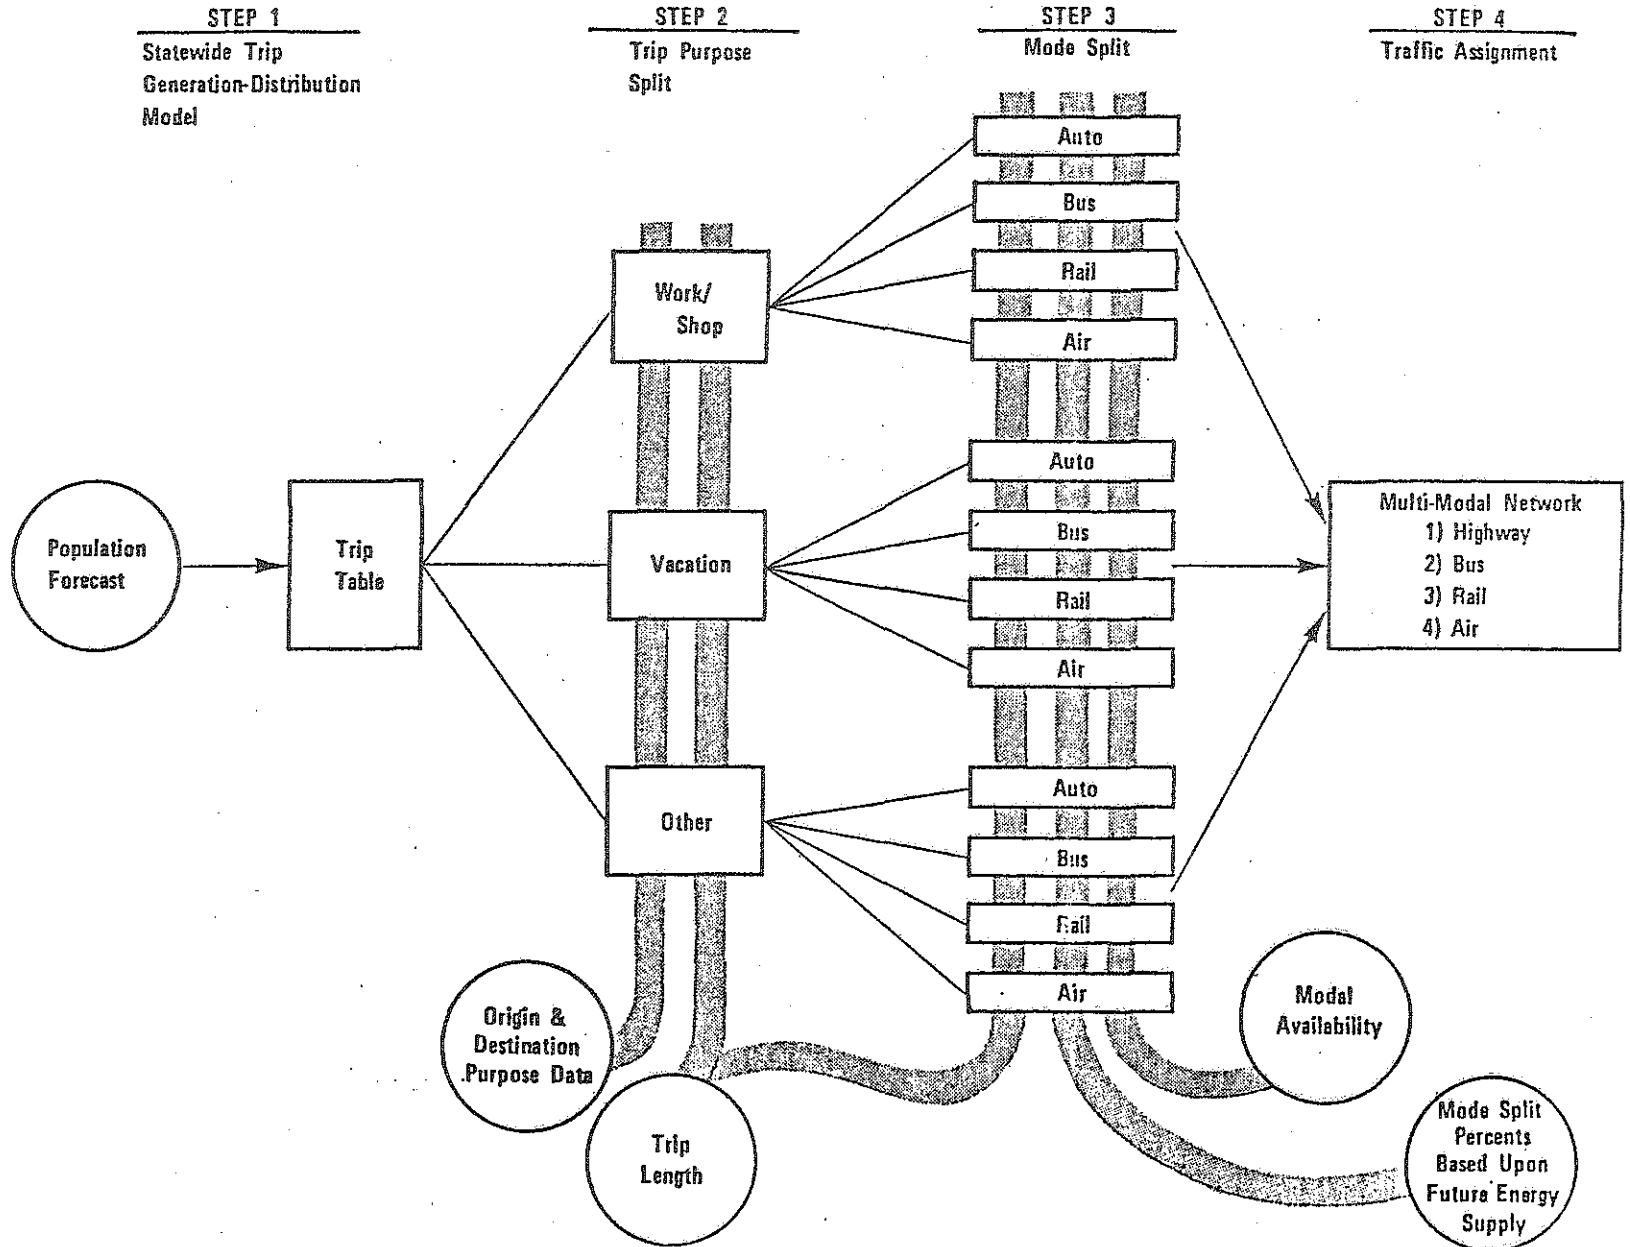 STEP 1
Statewide Trip
Generation-Distribution
Model
STEP 2
Trip Purpose
Split
STEP 3
Mode Split
STEP 4
Traffic Assignment
Population
Forecast
Trip
Table
Work/
Shop
Vacation
Other
Auto
Bus
Rail
Air
Auto
Bus
Rail
Air
Auto
Bus
Rail
Air
Multi-Modal Network
1) Highway
2) Bus
3) Rail
4) Air
Origin &
Destination
Purpose Data
Trip
Length
Modal
Availability
Mode Split
Percents
Based Upon
Future Energy
Supply